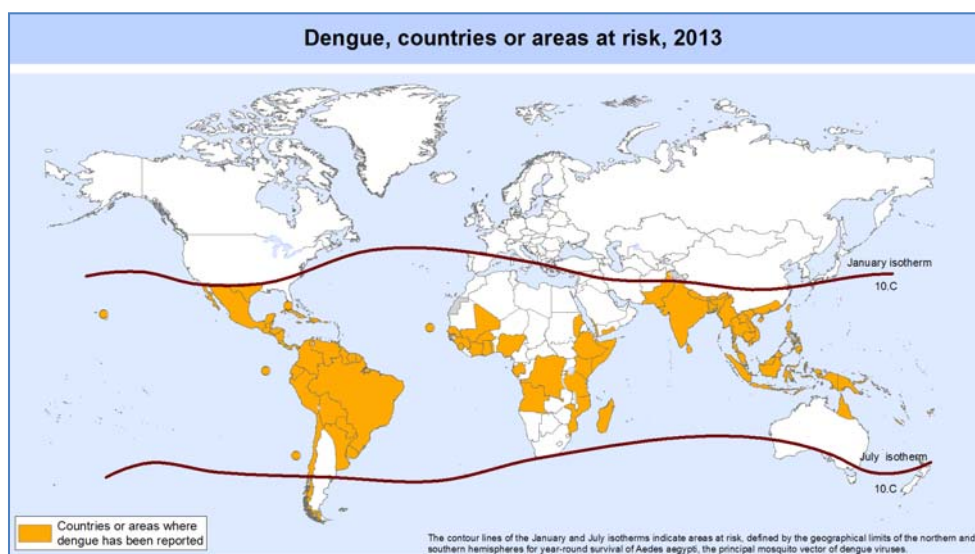 Dengue, countries or areas at risk, 2013
January isotherm
10.C
July isotherm
10.C
Countries or areas where
dengue has been reported
The contour lines of the January and July isotherms indicate areas at risk, defined by the geographical limits of the northern and
southern hemispheres for year-round survival of Aedes aegypti, the principal mosquito vector of dengue viruses.